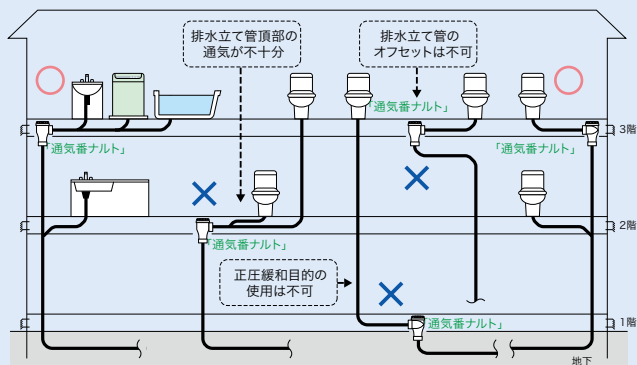 排水立て管頂部の
通気が不十分
排水立て管の
オフセットは不可
「通気番ナルト」
「通気番ナルト」
「通気番ナルト」
3階
「通気番ナルト」
2階
正圧緩和目的の
使用は不可
「通気番ナルト」
1階
地下